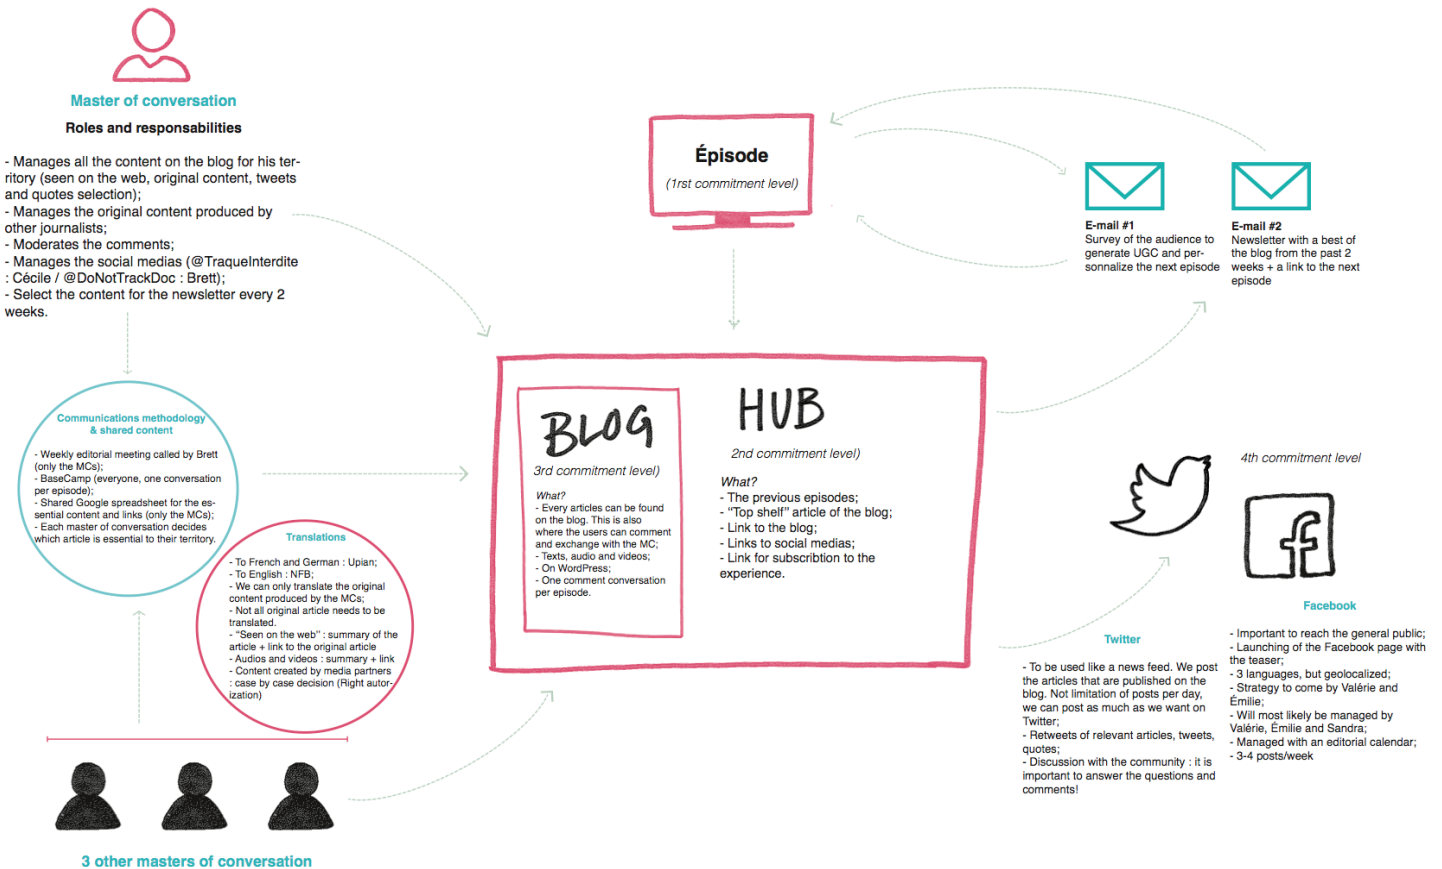 Master of conversation
Roles and responsabilities
- Manages all the content on the blog for his ter-
ritory (seen on the web, original content, tweets
and quotes selection);
- Manages the original content produced by
other journalists;
- Moderates the comments;
- Manages the social medias (@TraqueInterdite
: Cécile / @DoNotTrackDoc : Brett);
- Select the content for the newsletter every 2
weeks.
Épisode
(1rst commitment level)
E-mail #1
Survey of the audience to
generate UGC and per-
sonnalize the next episode
E-mail #2
Newsletter with a best of
the blog from the past 2
weeks + a link to the next
episode
Communications methodology
& shared content
- Weekly editorial meeting called by Brett
(only the MCs);
- BaseCamp (everyone, one conversation
per episode);
- Shared Google spreadsheet for the es-
sential content and links (only the MCs);
- Each master of conversation decides
which article is essential to their territory.
Translations
- To French and German : Upian;
- To English : NFB;
- We can only translate the original
content produced by the MCs;
- Not all original article needs to be
translated.
- “Seen on the web” : summary of the
article + link to the original article
- Audios and videos : summary + link
- Content created by media partners
: case by case decision (Right autor-
ization)
3 other masters of conversation
BLOG
3rd commitment level)
What?
- Every articles can be found
on the blog. This is also
where the users can comment
and exchange with the MC;
- Texts, audio and videos;
- On WordPress;
- One comment conversation
per episode.
HUB
2nd commitment level)
What?
- The previous episodes;
- “Top shelf” article of the blog;
- Link to the blog;
- Links to social medias;
- Link for subscribtion to the
experience.
4th commitment level
Twitter
- To be used like a news feed. We post
the articles that are published on the
blog. Not limitation of posts per day,
we can post as much as we want on
Twitter;
- Retweets of relevant articles, tweets,
quotes;
- Discussion with the community : it is
important to answer the questions and
comments!
f
Facebook
- Important to reach the general public;
- Launching of the Facebook page with
the teaser;
- 3 languages, but geolocalized;
- Strategy to come by Valérie and
Émilie;
- Will most likely be managed by
Valérie, Émilie and Sandra;
- Managed with an editorial calendar;
- 3-4 posts/week